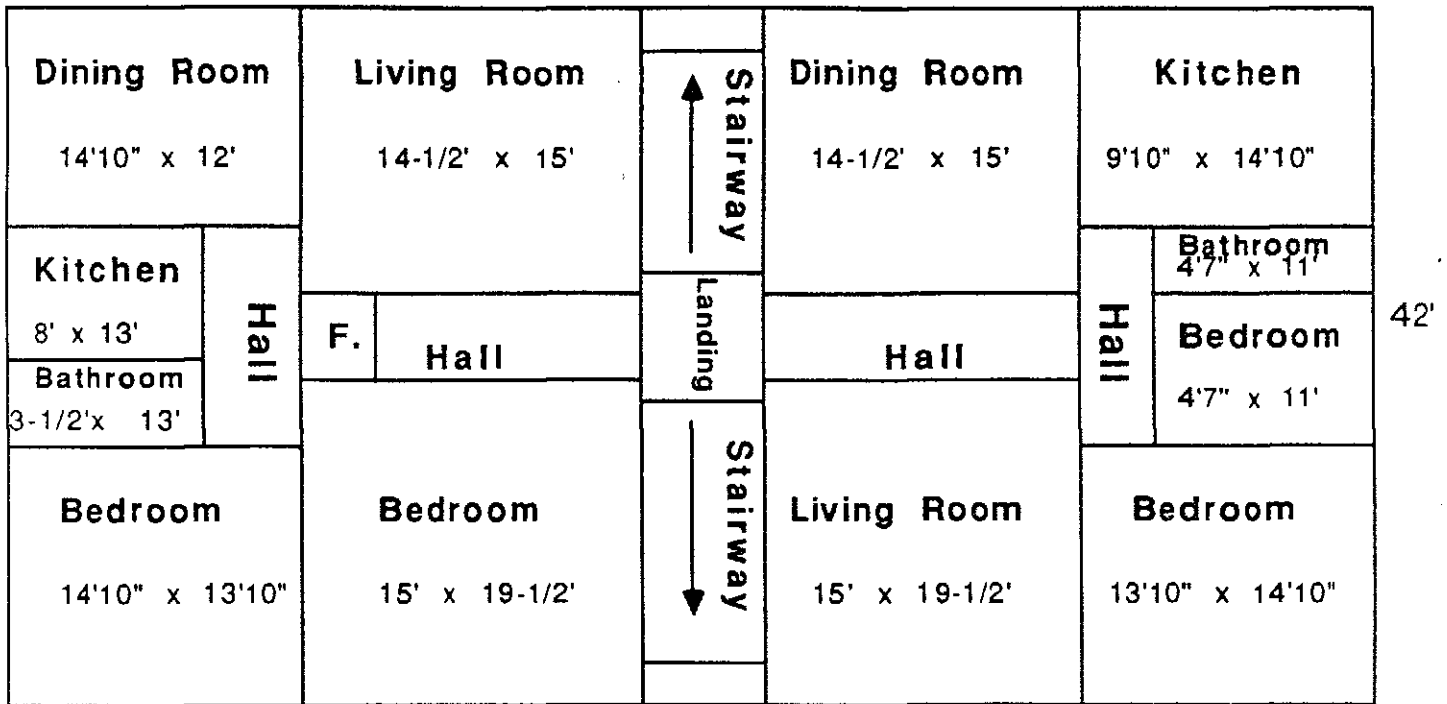 Dining Room
14'10" x 12'
Living Room
14-1/2' x 15'
Stairway
Dining Room
14-1/2' x 15'
Kitchen
9'10" x 14'10"
Kitchen
8' x 13'
Bathroom
3-1/2'x 13'
Hall
F.
Hall
Landing
Hall
Hall
Bathroom
4'7" x 11'
Bedroom
4'7" x 11'
42'
Bedroom
14'10" x 13'10"
Bedroom
15' x 19-1/2'
Stairway
Living Room
15' x 19-1/2'
Bedroom
13'10" x 14'10"